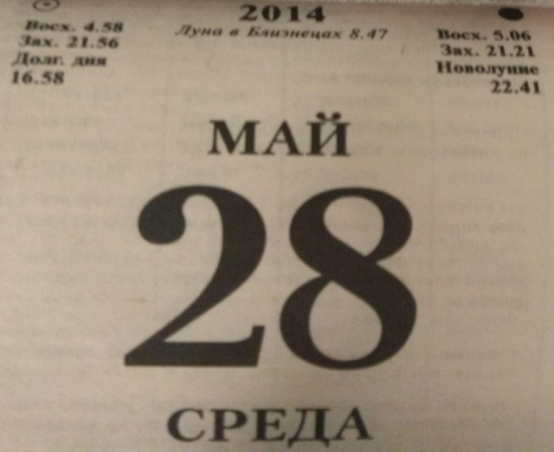 2014
Восх. 4.58
Зах. 21.56
Долг. дня
16.58
Луна в Близнецах 8.47
Восх. 5.06
Зах. 21.21
Новолуние
22.41
МАЙ
28
СРЕДА